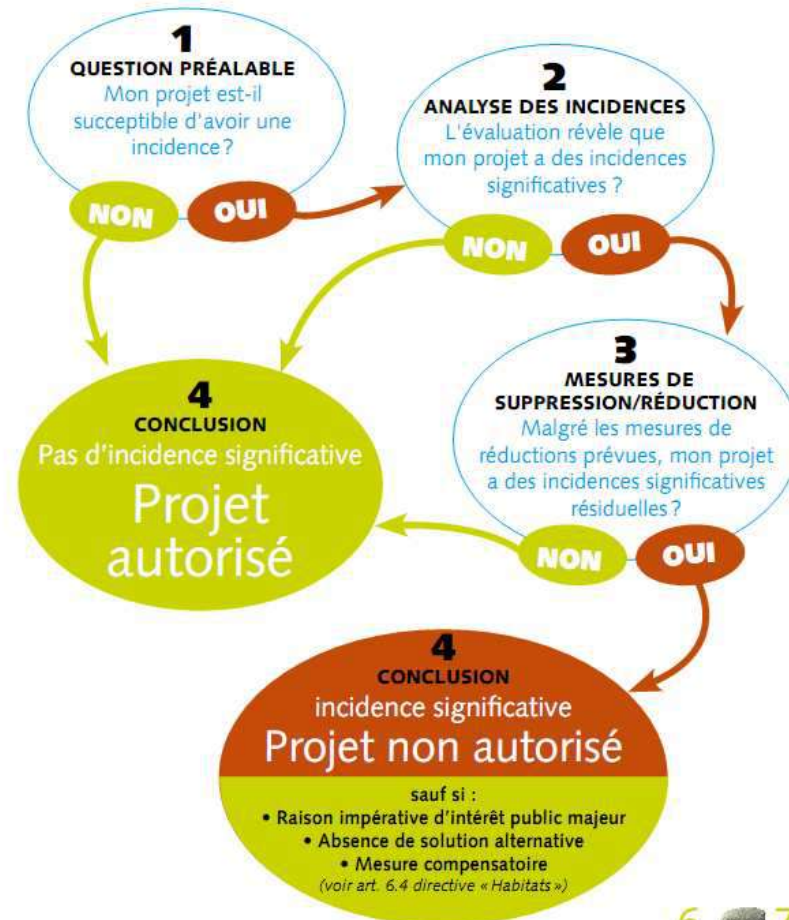 1
QUESTION PRÉALABLE
Mon projet est-il
succeptible d'avoir une
incidence ?
NON
OUI
2
ANALYSE DES INCIDENCES
L'évaluation révèle que
mon projet a des incidences
significatives ?
NON
OUI
3
MESURES DE
SUPPRESSION/RÉDUCTION
Malgré les mesures de
réductions prévues, mon projet
a des incidences significatives
résiduelles ?
NON
OUI
4
CONCLUSION
Pas d'incidence significative
Projet
autorisé
4
CONCLUSION
incidence significative
Projet non autorisé
sauf si :
• Raison impérative d'intérêt public majeur
• Absence de solution alternative
• Mesure compensatoire
(voir art. 6.4 directive « Habitats »)
6 7